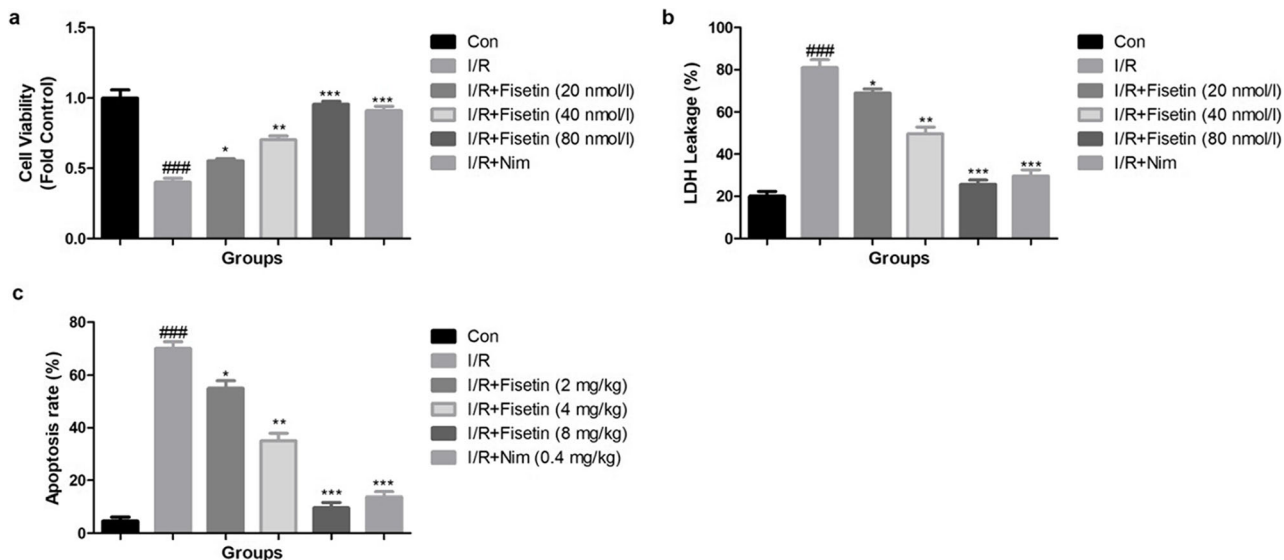 a
1.5
1.0
0.5
0.0
Cell Viability
(Fold Control)
###
*
**
***
***
Groups
Con
I/R
I/R+Fisetin (20 nmol/l)
I/R+Fisetin (40 nmol/l)
I/R+Fisetin (80 nmol/l)
I/R+Nim
b
100
80
60
40
20
0
LDH Leakage (%)
###
*
**
***
***
Groups
Con
I/R
I/R+Fisetin (20 nmol/l)
I/R+Fisetin (40 nmol/l)
I/R+Fisetin (80 nmol/l)
I/R+Nim
c
80
60
40
20
0
Apoptosis rate (%)
###
*
**
***
***
Groups
Con
I/R
I/R+Fisetin (2 mg/kg)
I/R+Fisetin (4 mg/kg)
I/R+Fisetin (8 mg/kg)
I/R+Nim (0.4 mg/kg)